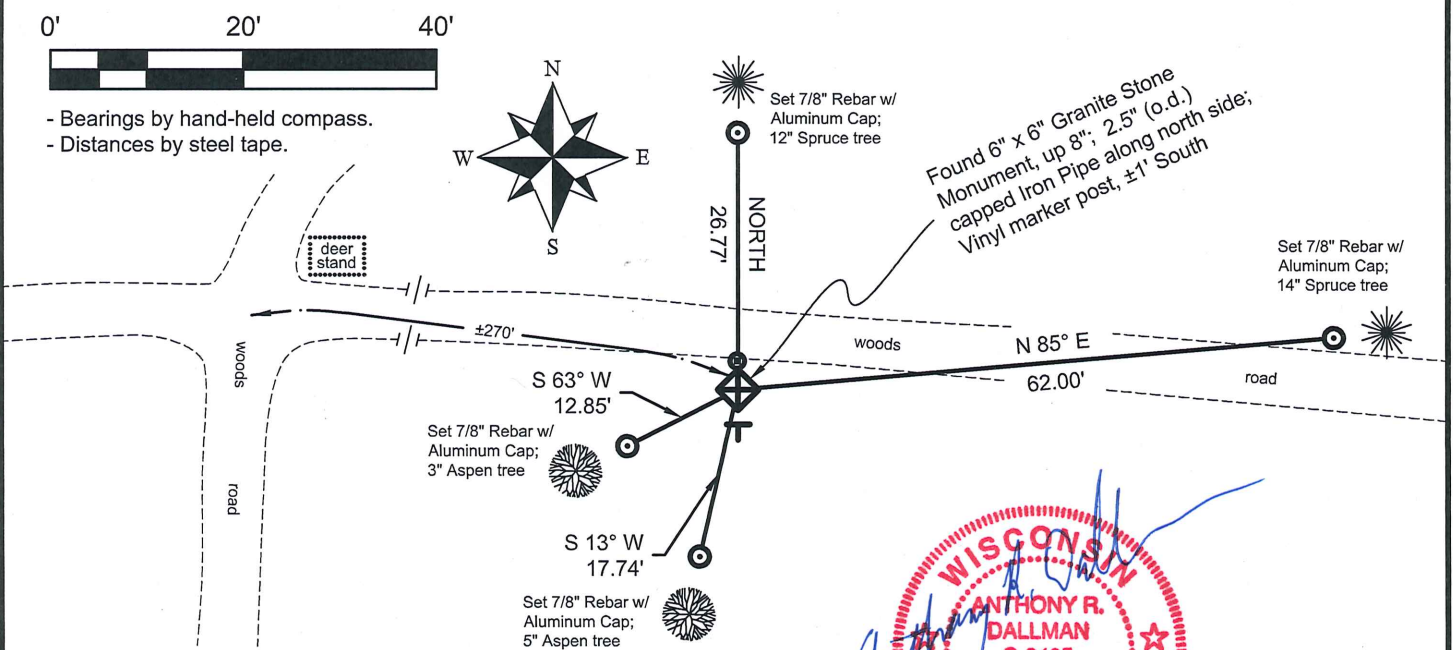 0' 20' 40'
- Bearings by hand-held compass.
- Distances by steel tape.
N
W E
S
Set 7/8" Rebar w/
Aluminum Cap;
12" Spruce tree
Found 6" x 6" Granite Stone
Monument, up 8"; 2.5" (o.d.)
capped Iron Pipe along north side;
Vinyl marker post, ±1' South
NORTH
26.77'
deer
stand
Set 7/8" Rebar w/
Aluminum Cap;
14" Spruce tree
±270'
woods
N 85° E
62.00'
road
woods
road
S 63° W
12.85'
Set 7/8" Rebar w/
Aluminum Cap;
3" Aspen tree
S 13° W
17.74'
Set 7/8" Rebar w/
Aluminum Cap;
5" Aspen tree
WISCONSIN
ANTHONY R.
DALLMAN